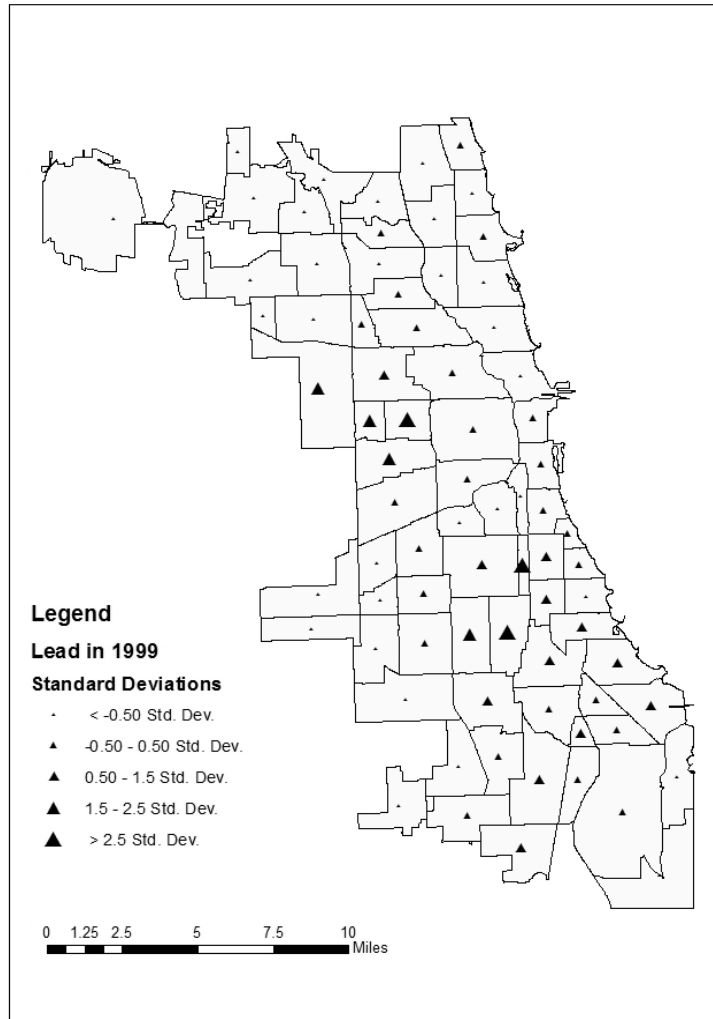 Legend
Lead in 1999
Standard Deviations
< -0.50 Std. Dev.
-0.50 - 0.50 Std. Dev.
0.50 - 1.5 Std. Dev.
1.5 - 2.5 Std. Dev.
> 2.5 Std. Dev.
0 1.25 2.5 5 7.5 10
Miles